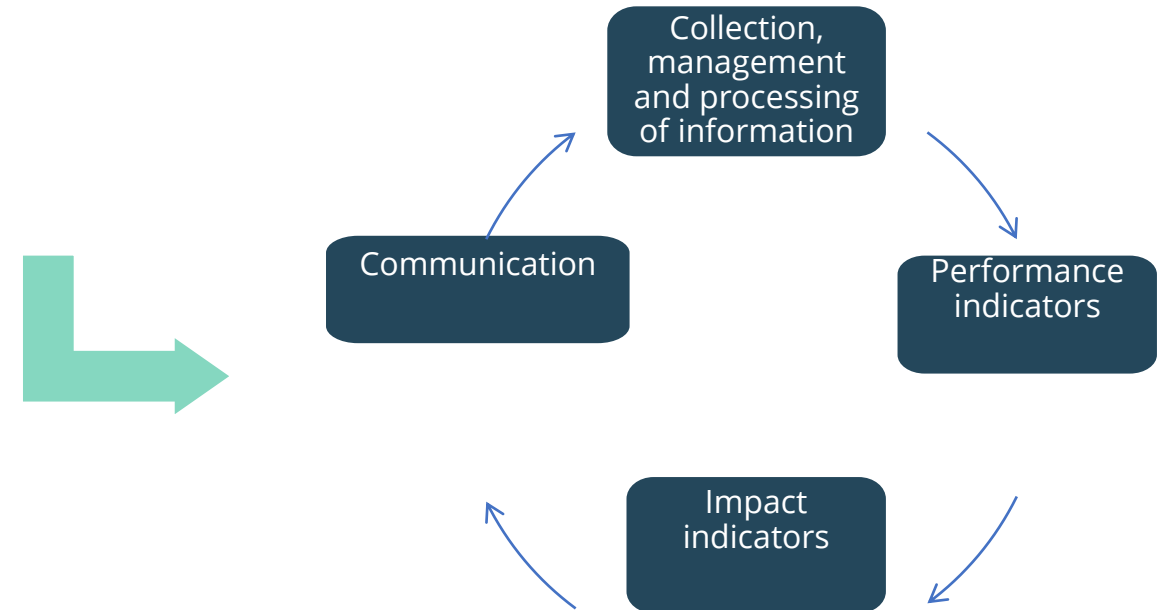 Collection,
management
and processing
of information
Communication
Performance
indicators
Impact
indicators